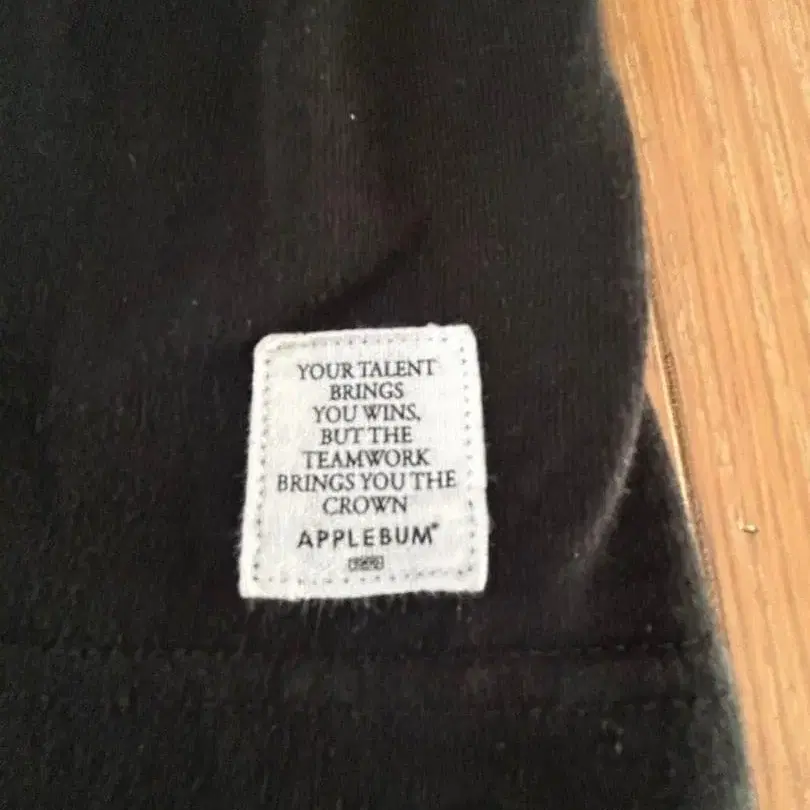 YOUR TALENT
BRINGS
YOU WINS,
BUT THE
TEAMWORK
BRINGS YOU THE
CROWN
APPLEBUM